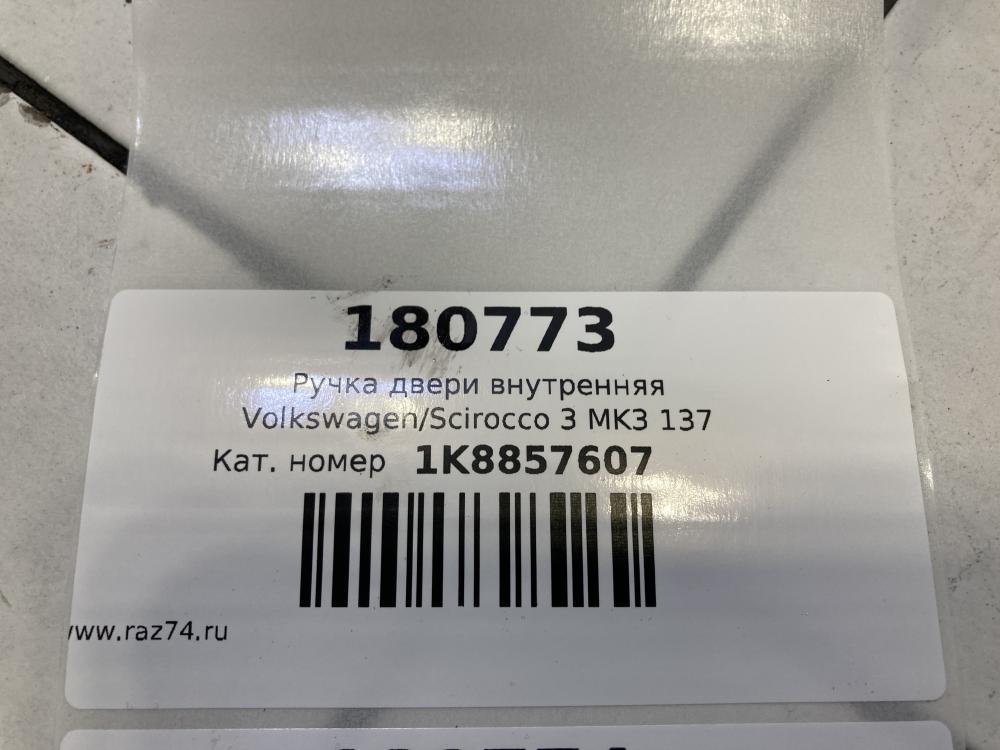 180773
Ручка двери внутренняя
Volkswagen/Scirocco 3 MK3 137
Кат. номер 1K8857607
www.raz74.ru